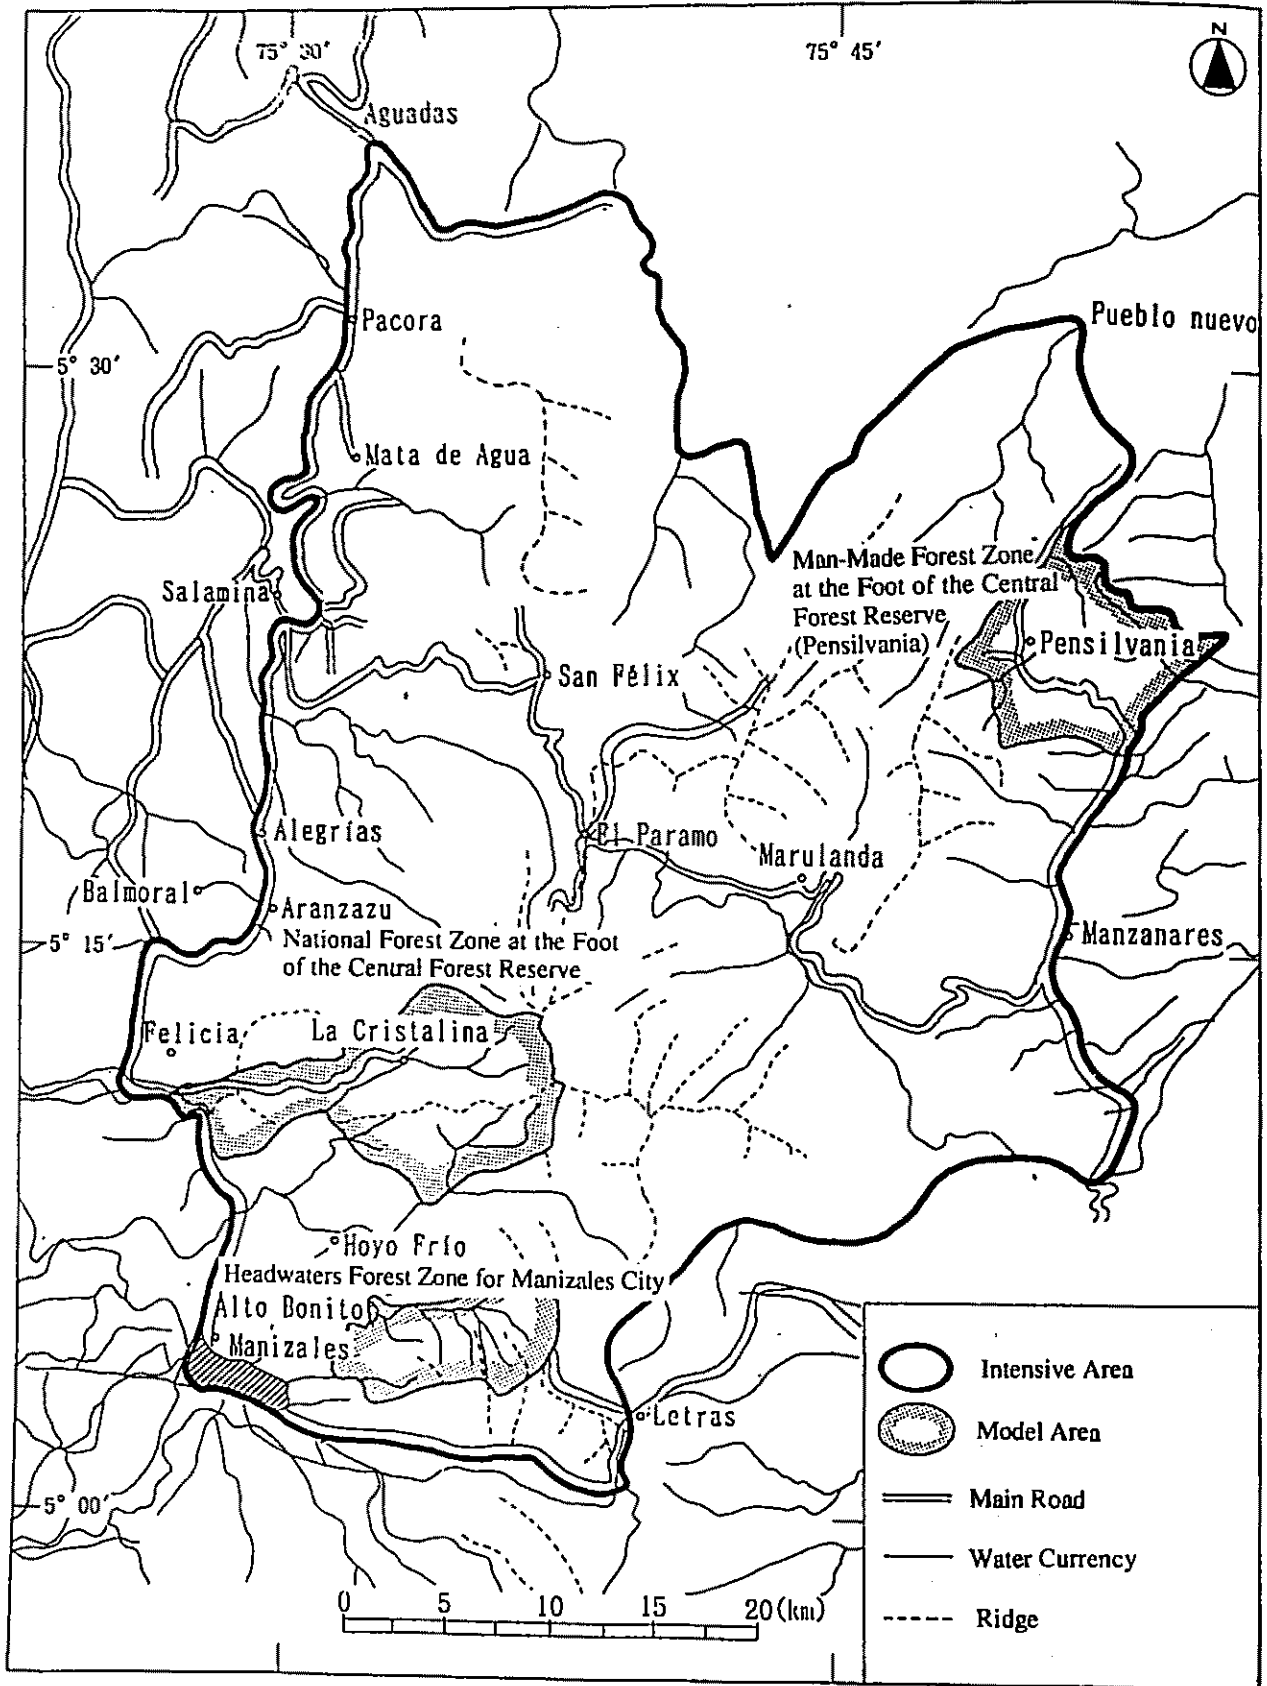 75° 30′
75° 45′
N
Aguadas
Pacora
Pueblo nuevo
5° 30′
Mata de Agua
Man-Made Forest Zone
at the Foot of the Central
Forest Reserve
(Pensilvania)
Salamina
Pensilvania
San Félix
Alegrías
El Paramo
Marulanda
Balmoral
Aranzazu
5° 15′
National Forest Zone at the Foot
of the Central Forest Reserve
Manzanares
Felicia
La Cristalina
Hoyo Frío
Headwaters Forest Zone for Manizales City
Alto Bonito
Manizales
Letras
5° 00′
Intensive Area
Model Area
Main Road
Water Currency
Ridge
0 5 10 15 20 (km)